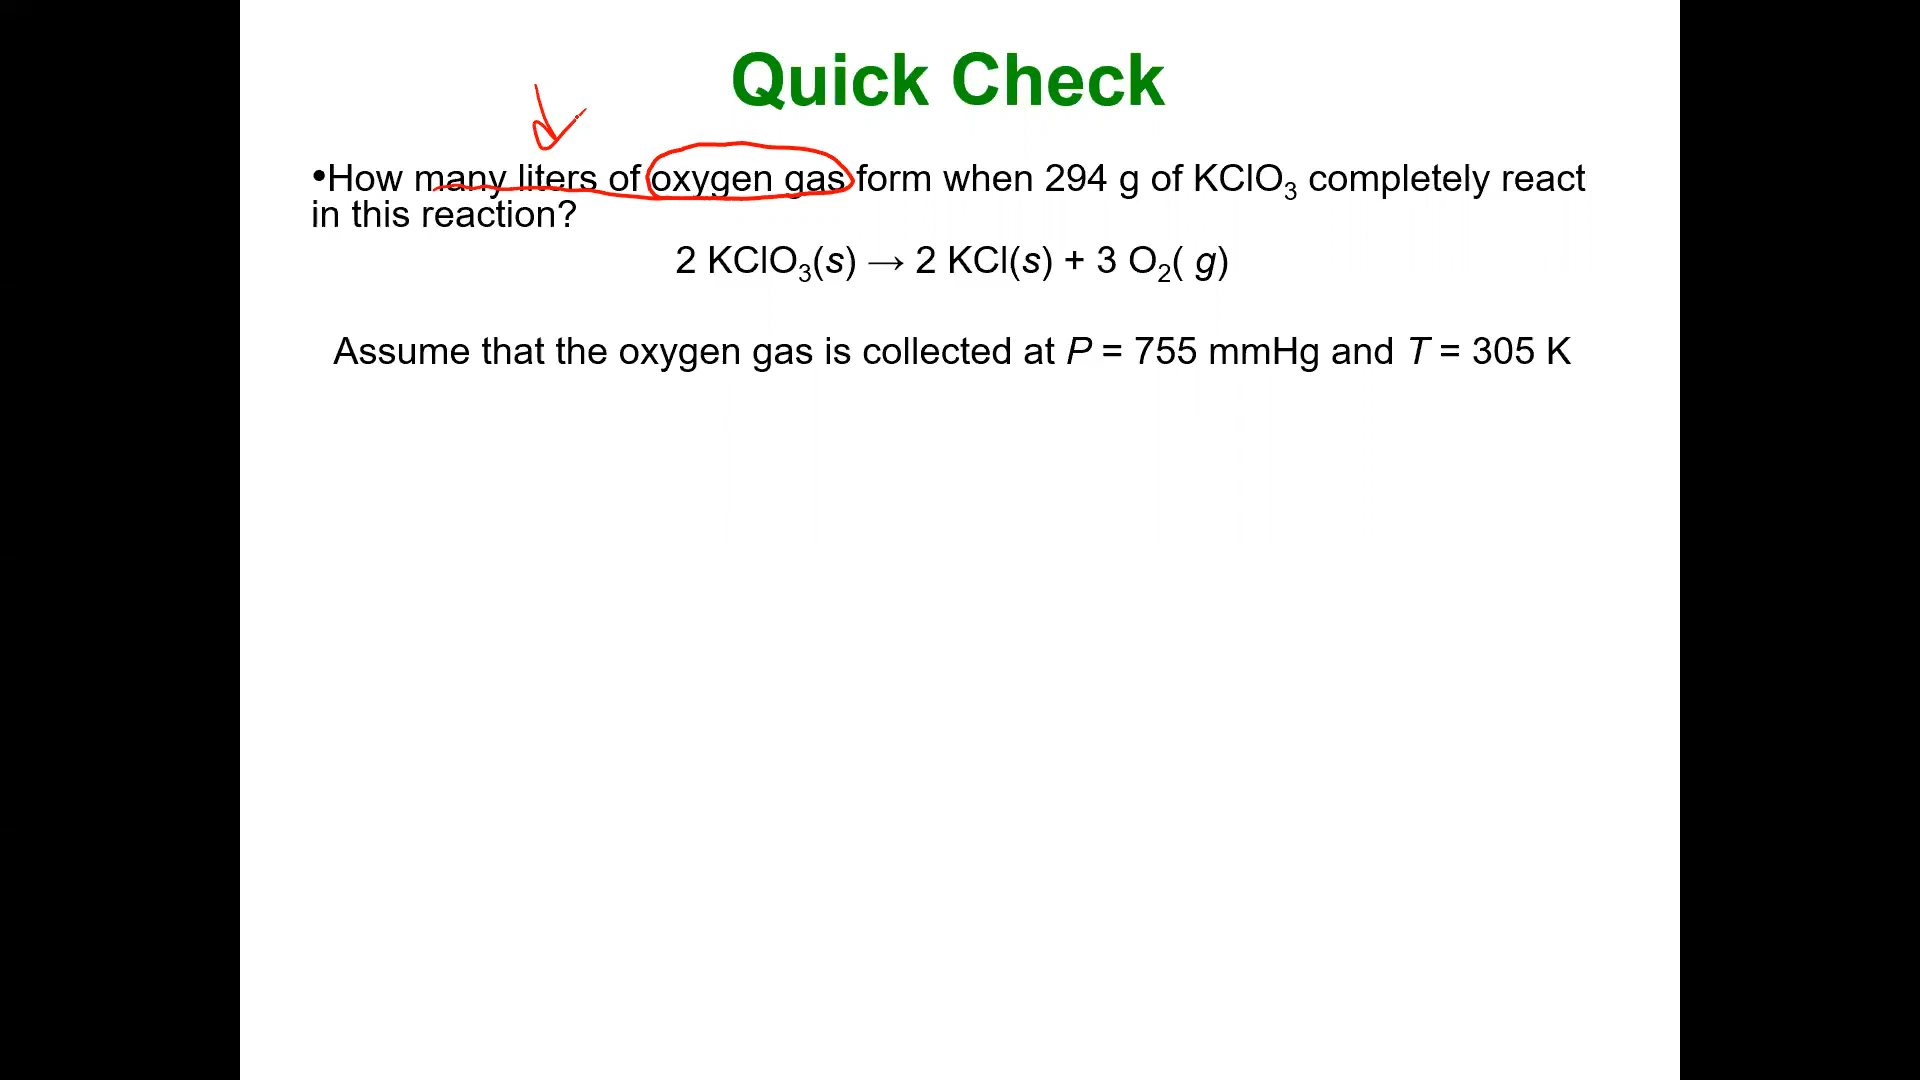 Quick Check
•How many liters of oxygen gas form when 294 g of KClO₃ completely react
in this reaction?
2 KClO₃(s) → 2 KCl(s) + 3 O₂( g)
Assume that the oxygen gas is collected at P = 755 mmHg and T = 305 K